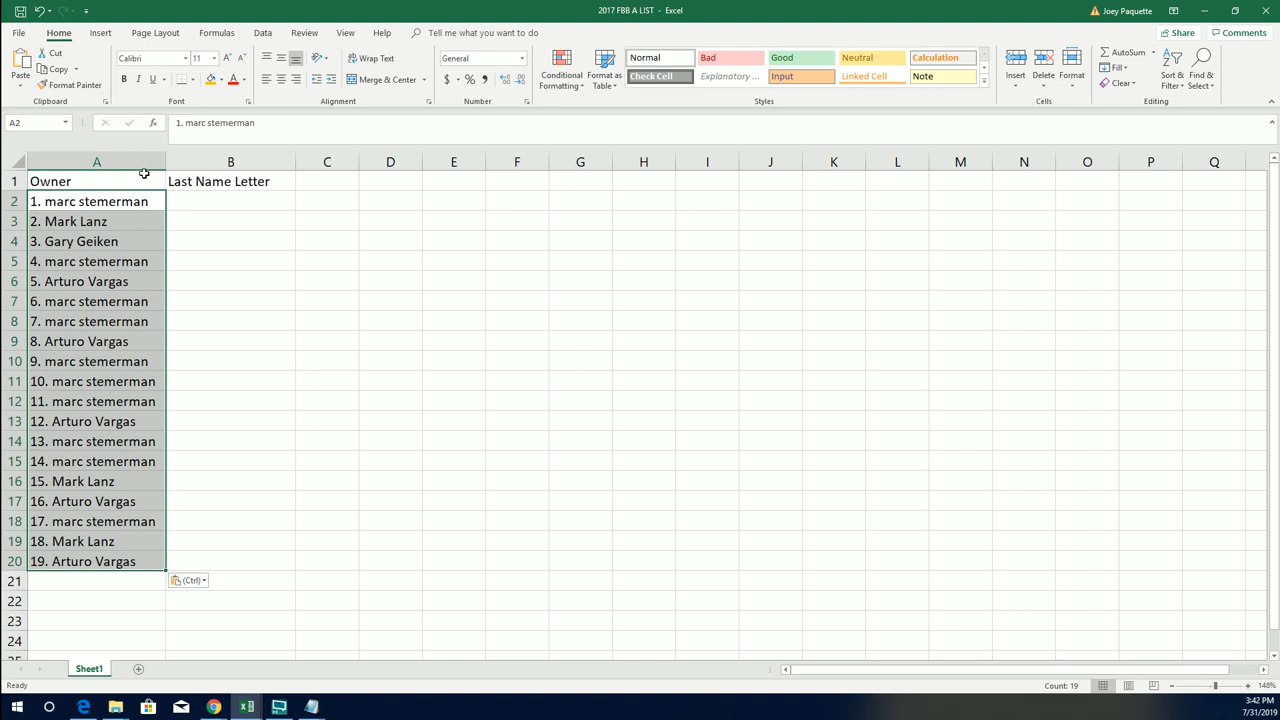 2017 FBB A LIST - Excel
Joey Paquette
File Home Insert Page Layout Formulas Data Review View Help Tell me what you want to do
Share Comments
Paste
Cut
Copy
Format Painter
Clipboard
Calibri 11
B I U
Font
Wrap Text
Merge & Center
Alignment
General
$ % ,
Number
Conditional Formatting
Format as Table
Normal Bad Good Neutral Calculation
Check Cell Explanatory ... Input Linked Cell Note
Styles
Insert Delete Format
Cells
AutoSum
Fill
Clear
Sort & Filter
Find & Select
Editing
A2
fx
1. marc stemerman
A B C D E F G H I J K L M N O P Q
1 Owner Last Name Letter
2 1. marc stemerman
3 2. Mark Lanz
4 3. Gary Geiken
5 4. marc stemerman
6 5. Arturo Vargas
7 6. marc stemerman
8 7. marc stemerman
9 8. Arturo Vargas
10 9. marc stemerman
11 10. marc stemerman
12 11. marc stemerman
13 12. Arturo Vargas
14 13. marc stemerman
15 14. marc stemerman
16 15. Mark Lanz
17 16. Arturo Vargas
18 17. marc stemerman
19 18. Mark Lanz
20 19. Arturo Vargas
21
(Ctrl)
22
23
24
25
Sheet1
Ready
Count: 19
148%
3:42 PM
7/31/2019